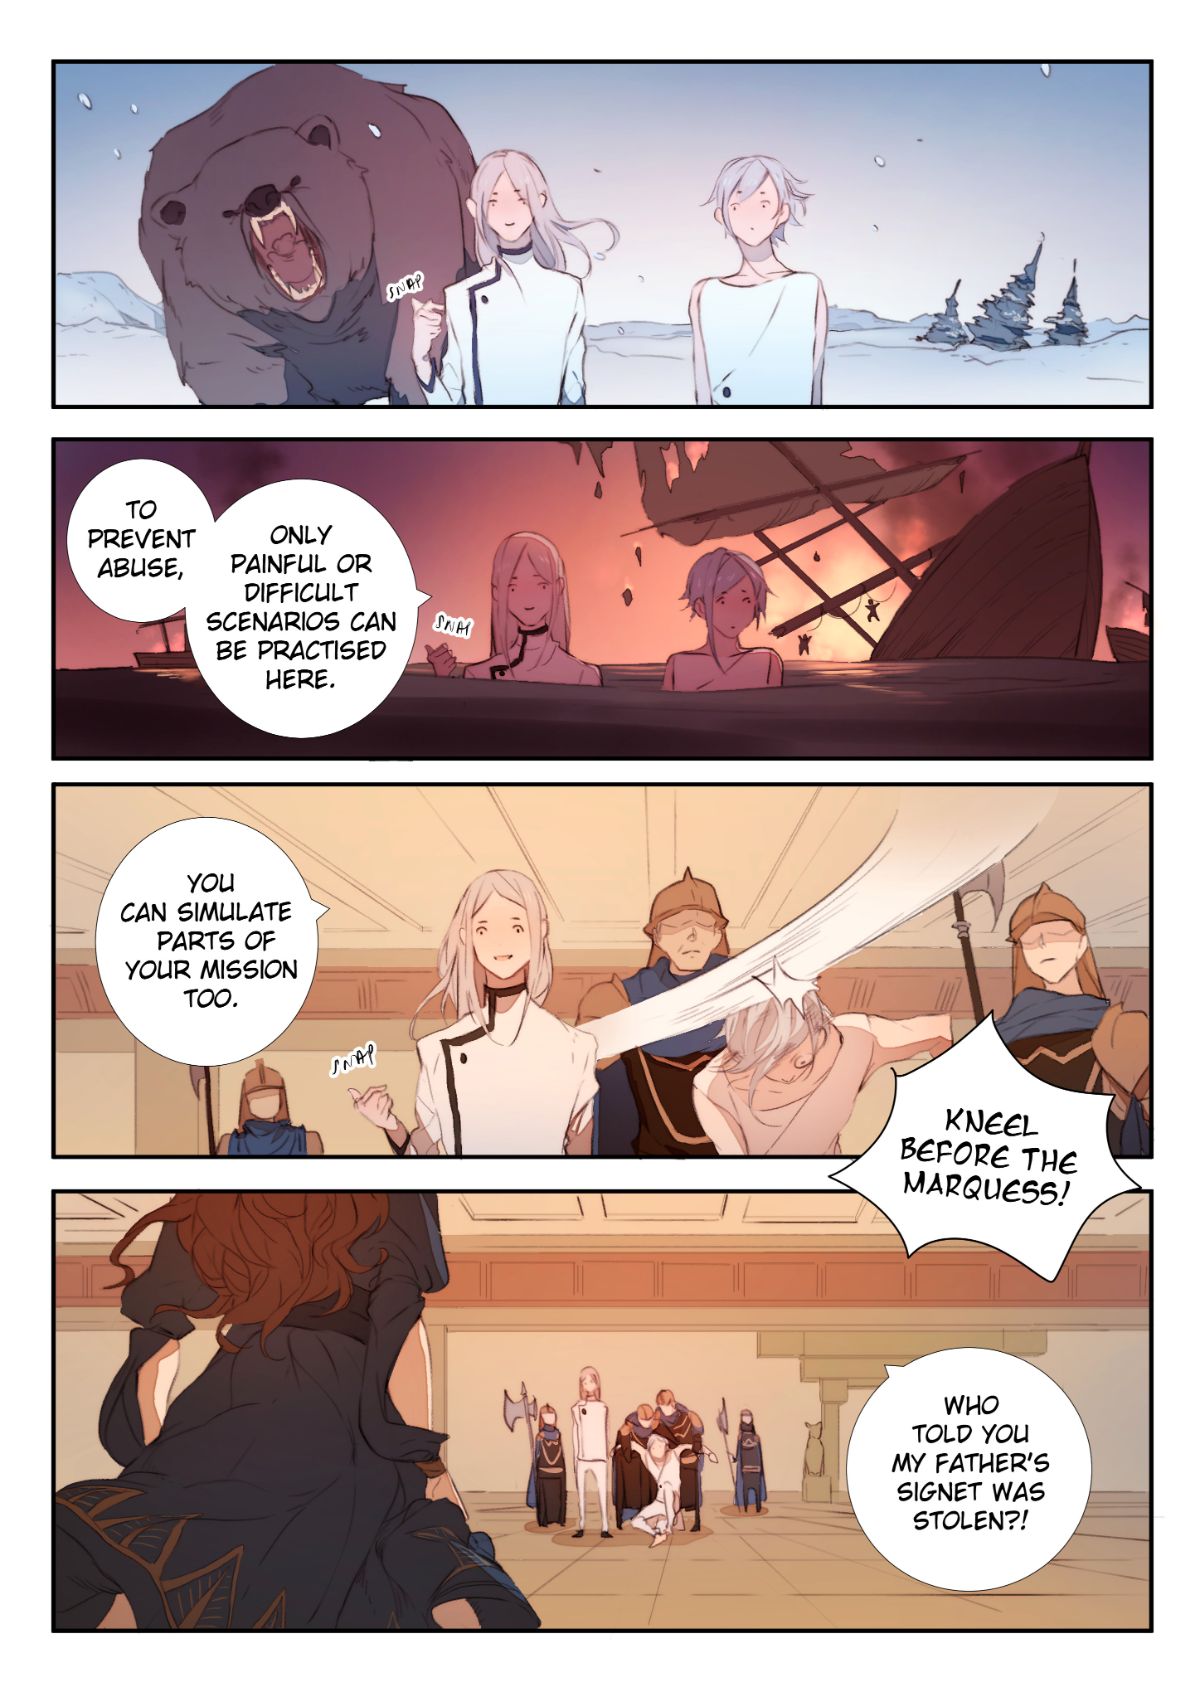 SNAP
TO
PREVENT
ABUSE,
ONLY
PAINFUL OR
DIFFICULT
SCENARIOS CAN
BE PRACTISED
HERE.
SNAP
YOU
CAN SIMULATE
PARTS OF
YOUR MISSION
TOO.
SNAP
KNEEL
BEFORE THE
MARQUESS!
WHO
TOLD YOU
MY FATHER'S
SIGNET WAS
STOLEN?!